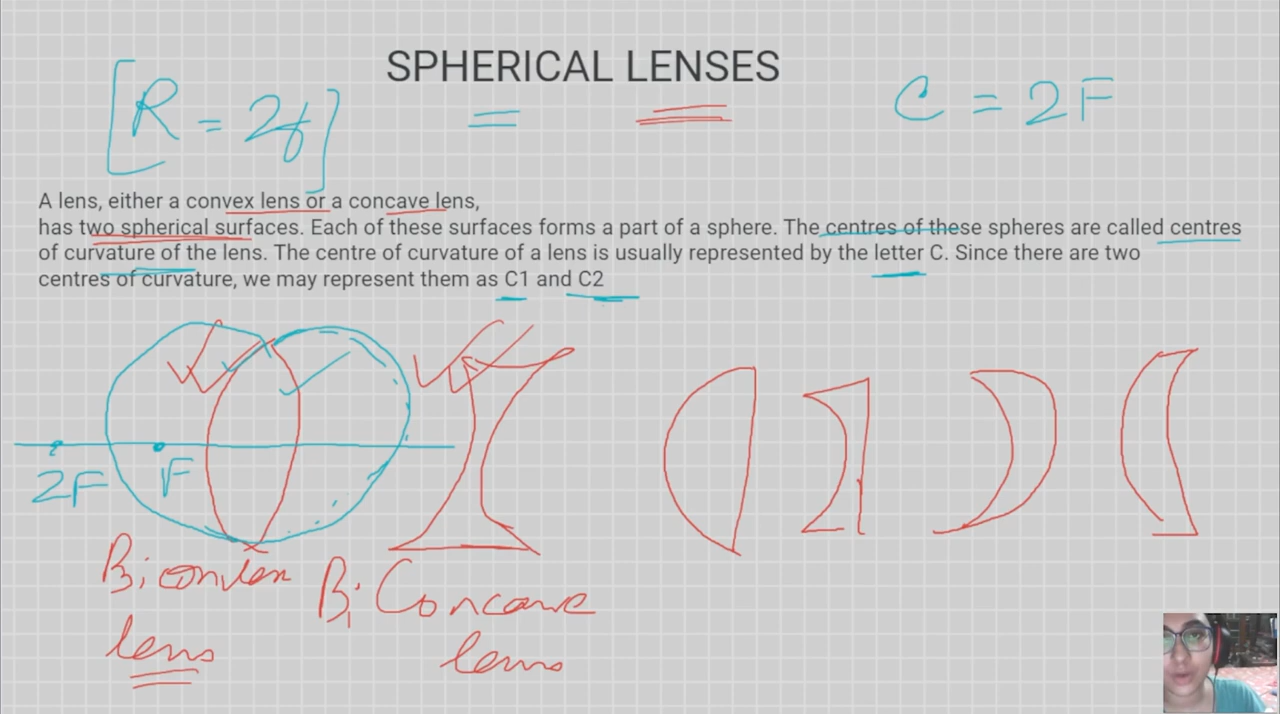 SPHERICAL LENSES
[R = 2f]
=
C = 2F
A lens, either a convex lens or a concave lens,
has two spherical surfaces. Each of these surfaces forms a part of a sphere. The centres of these spheres are called centres
of curvature of the lens. The centre of curvature of a lens is usually represented by the letter C. Since there are two
centres of curvature, we may represent them as C1 and C2
2F F
Biconvex
lens
Bi Concave
lens